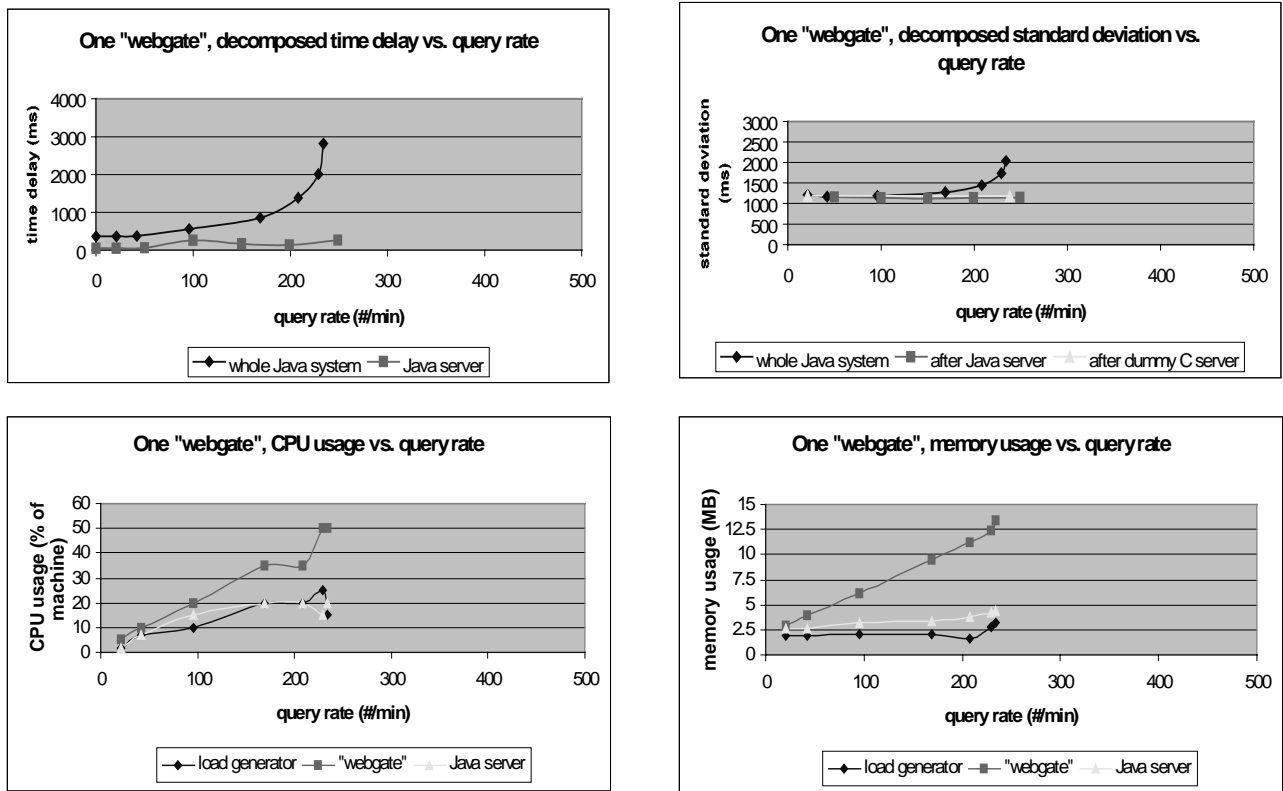 One "webgate", decomposed time delay vs. query rate
time delay (ms)
4000
3000
2000
1000
0
0 100 200 300 400 500
query rate (#/min)
whole Java system Java server
One "webgate", decomposed standard deviation vs.
query rate
standard deviation
(ms)
3000
2500
2000
1500
1000
500
0
0 100 200 300 400 500
query rate (#/min)
whole Java system after Java server after dummy C server
One "webgate", CPU usage vs. query rate
CPU usage (% of
machine)
60
50
40
30
20
10
0
0 100 200 300 400 500
query rate (#/min)
load generator "webgate" Java server
One "webgate", memory usage vs. query rate
memory usage (MB)
15
12.5
10
7.5
5
2.5
0
0 100 200 300 400 500
query rate (#/min)
load generator "webgate" Java server